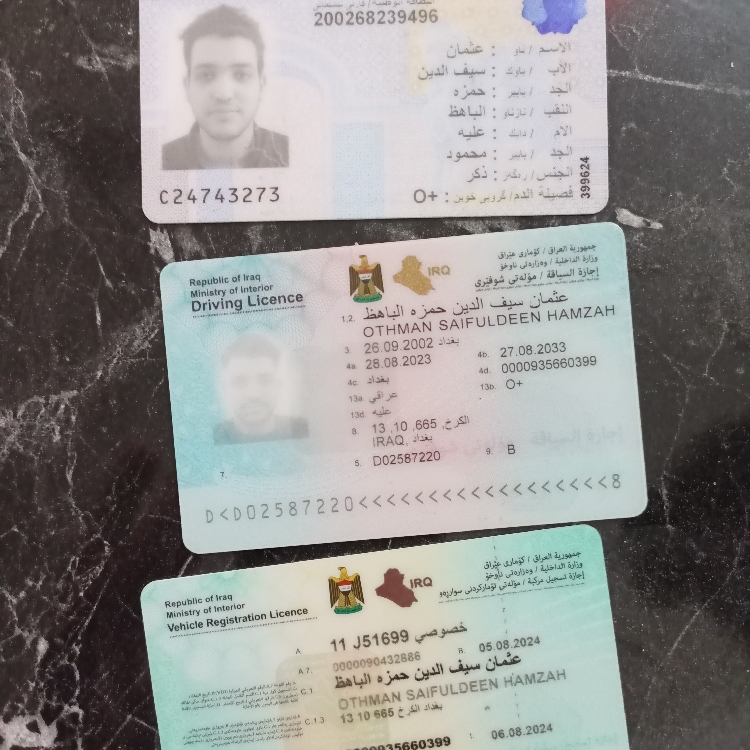 200268239496
الاسم / ناو : عثمان
الأب / باوك : سيف الدين
الجد / باپير : حمزه
اللقب / نازناو : الباهظ
الام / دايك : عليه
الجد / باپير : محمود
الجنس / رەگەز : ذكر
فصيلة الدم / گروپی خوێن : O+
C24743273
399624
Republic of Iraq
Ministry of Interior
Driving Licence
IRQ
جمهورية العراق / كۆماری عێراق
وزارة الداخلية / وەزارەتی ناوخۆ
إجازة السياقة / مۆڵەتی شوفێری
1,2. عثمان سيف الدين حمزه الباهظ
OTHMAN SAIFULDEEN HAMZAH
3. 26.09.2002 بغداد
4a. 28.08.2023
4b. 27.08.2033
4c. بغداد
4d. 0000935660399
13a. عراقي
13b. O+
13d. عليه
8. الكرخ, 665, 10, 13
بغداد, IRAQ
5. D02587220
9. B
7.
D<D02587220<<<<<<<<<<<<<<<<<<8
Republic of Iraq
Ministry of Interior
Vehicle Registration Licence
IRQ
جمهورية العراق / كۆماری عێراق
وزارة الداخلية / وەزارەتی ناوخۆ
إجازة تسجيل مركبة / مۆڵەتی تۆماركردنی سوارەوە
A. 11 J51699 خصوصي
A 7. 0000090432886
B. 05.08.2024
C.1 عثمان سيف الدين حمزه الباهظ
OTHMAN SAIFULDEEN HAMZAH
C.1.3 بغداد الكرخ 665 10 13
0000935660399
I: 06.08.2024